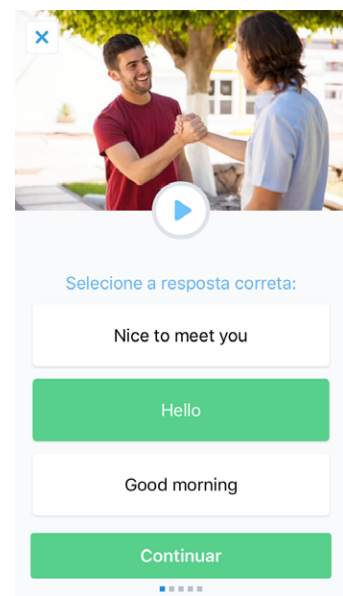 Selecione a resposta correta:
Nice to meet you
Hello
Good morning
Continuar